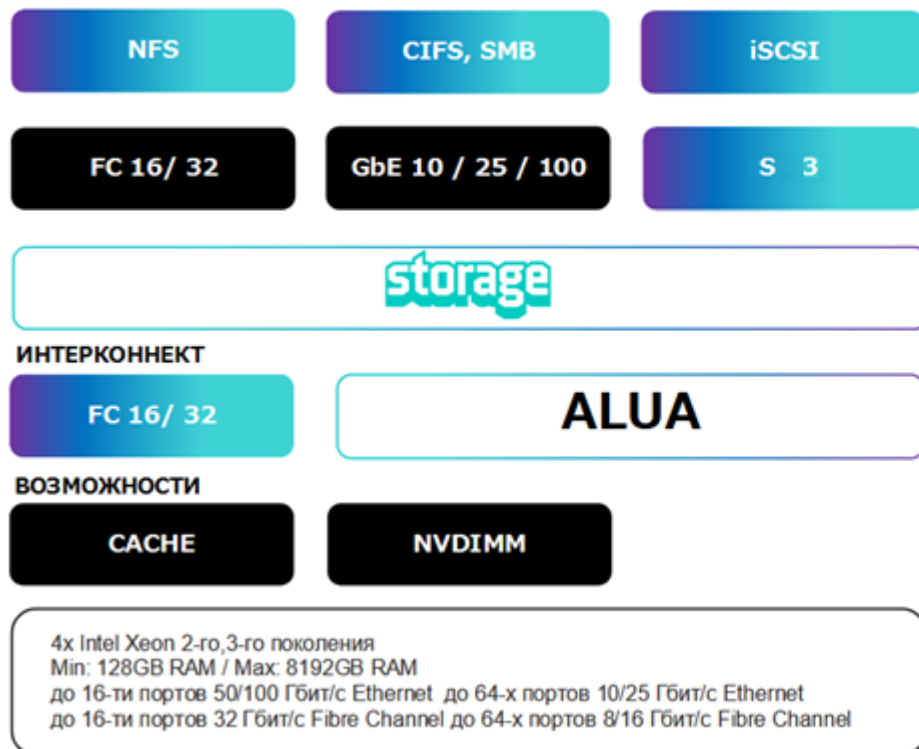 NFS
CIFS, SMB
iSCSI
FC 16/ 32
GbE 10 / 25 / 100
S 3
storage
ИНТЕРКОННЕКТ
FC 16/ 32
ALUA
ВОЗМОЖНОСТИ
CACHE
NVDIMM
4x Intel Xeon 2-го,3-го поколения
Min: 128GB RAM / Max: 8192GB RAM
до 16-ти портов 50/100 Гбит/с Ethernet до 64-х портов 10/25 Гбит/с Ethernet
до 16-ти портов 32 Гбит/с Fibre Channel до 64-х портов 8/16 Гбит/с Fibre Channel